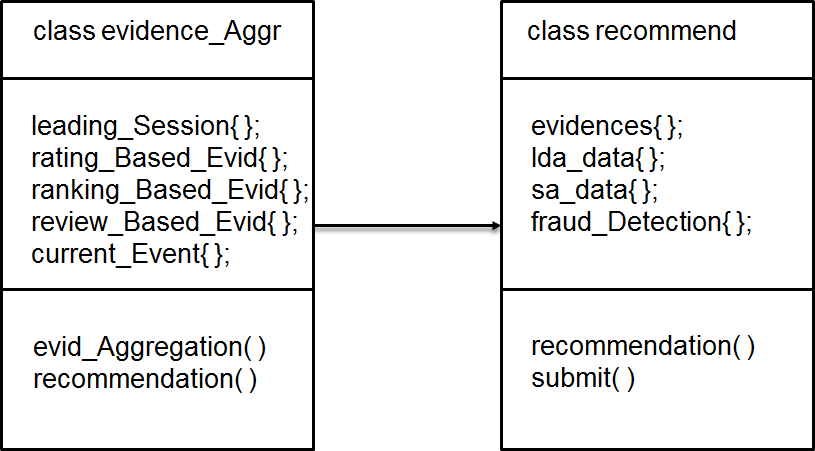 class evidence_Aggr
leading_Session{ };
rating_Based_Evid{ };
ranking_Based_Evid{ };
review_Based_Evid{ };
current_Event{ };
evid_Aggregation( )
recommendation( )
class recommend
evidences{ };
lda_data{ };
sa_data{ };
fraud_Detection{ };
recommendation( )
submit( )